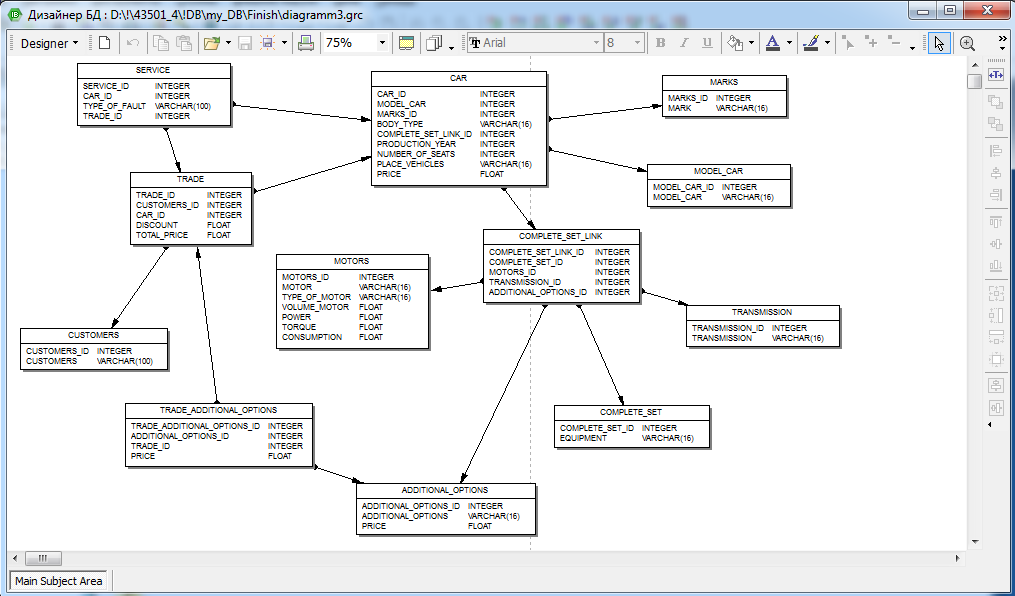 Дизайнер БД : D:\!\43501_4\!DB\my_DB\Finish\diagramm3.grc
Designer 75% Arial 8 B I U A
SERVICE
SERVICE_ID INTEGER
CAR_ID INTEGER
TYPE_OF_FAULT VARCHAR(100)
TRADE_ID INTEGER
CAR
CAR_ID INTEGER
MODEL_CAR INTEGER
MARKS_ID INTEGER
BODY_TYPE VARCHAR(16)
COMPLETE_SET_LINK_ID INTEGER
PRODUCTION_YEAR INTEGER
NUMBER_OF_SEATS INTEGER
PLACE_VEHICLES VARCHAR(16)
PRICE FLOAT
MARKS
MARKS_ID INTEGER
MARK VARCHAR(16)
MODEL_CAR
MODEL_CAR_ID INTEGER
MODEL_CAR VARCHAR(16)
TRADE
TRADE_ID INTEGER
CUSTOMERS_ID INTEGER
CAR_ID INTEGER
DISCOUNT FLOAT
TOTAL_PRICE FLOAT
COMPLETE_SET_LINK
COMPLETE_SET_LINK_ID INTEGER
COMPLETE_SET_ID INTEGER
MOTORS_ID INTEGER
TRANSMISSION_ID INTEGER
ADDITIONAL_OPTIONS_ID INTEGER
MOTORS
MOTORS_ID INTEGER
MOTOR VARCHAR(16)
TYPE_OF_MOTOR VARCHAR(16)
VOLUME_MOTOR FLOAT
POWER FLOAT
TORQUE FLOAT
CONSUMPTION FLOAT
TRANSMISSION
TRANSMISSION_ID INTEGER
TRANSMISSION VARCHAR(16)
CUSTOMERS
CUSTOMERS_ID INTEGER
CUSTOMERS VARCHAR(100)
TRADE_ADDITIONAL_OPTIONS
TRADE_ADDITIONAL_OPTIONS_ID INTEGER
ADDITIONAL_OPTIONS_ID INTEGER
TRADE_ID INTEGER
PRICE FLOAT
COMPLETE_SET
COMPLETE_SET_ID INTEGER
EQUIPMENT VARCHAR(16)
ADDITIONAL_OPTIONS
ADDITIONAL_OPTIONS_ID INTEGER
ADDITIONAL_OPTIONS VARCHAR(16)
PRICE FLOAT
Main Subject Area